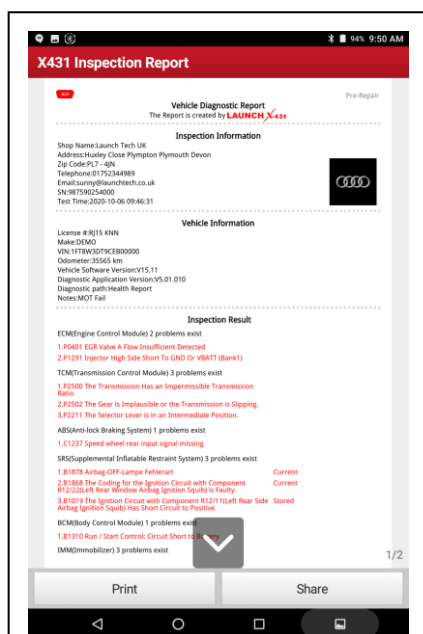 94% 9:50 AM
X431 Inspection Report
Pre-Repair
Vehicle Diagnostic Report
The Report is created by LAUNCH X-431
Inspection Information
Shop Name:Launch Tech UK
Address:Huxley Close Plympton Plymouth Devon
Zip Code:PL7 - 4JN
Telephone:01752344989
Email:sunny@launchtech.co.uk
SN:987590254000
Test Time:2020-10-06 09:46:31
Vehicle Information
License #:RJ15 KNN
Make:DEMO
VIN:1FT8W3DT9CEB00000
Odometer:35565 km
Vehicle Software Version:V15.11
Diagnostic Application Version:V5.01.010
Diagnostic path:Health Report
Notes:MOT Fail
Inspection Result
ECM(Engine Control Module) 2 problems exist
1.P0401 EGR Valve A Flow Insufficient Detected
2.P1291 Injector High Side Short To GND Or VBATT (Bank1)
TCM(Transmission Control Module) 3 problems exist
1.P2500 The Transmission Has an Impermissible Transmission
Ratio.
2.P2502 The Gear is Implausible or the Transmission is Slipping.
3.P2211 The Selector Lever is in an Intermediate Position.
ABS(Anti-lock Braking System) 1 problems exist
1.C1237 Speed wheel rear input signal missing
SRS(Supplemental Inflatable Restraint System) 3 problems exist
1.B1878 Airbag-OFF-Lampe Fehlerart Current
2.B1868 The Coding for the Ignition Circuit with Component Current
R12/22(Left Rear Window Airbag Ignition Squib) is Faulty.
3.B1019 The Ignition Circuit with Component R12/11(Left Rear Side Stored
Airbag Ignition Squib) Has Short Circuit to Positive.
BCM(Body Control Module) 1 problems exist
1.B1310 Run / Start Control: Circuit Short to Battery
IMM(Immobilizer) 3 problems exist
1/2
Print Share